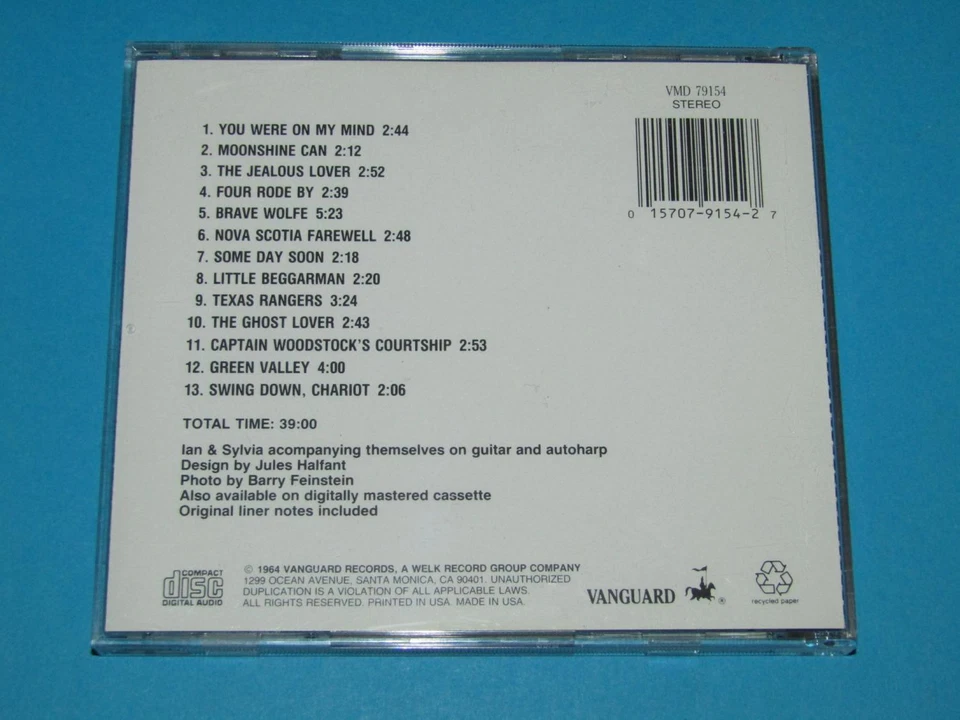 VMD 79154
STEREO
0 15707-9154-2 7
1. YOU WERE ON MY MIND 2:44
2. MOONSHINE CAN 2:12
3. THE JEALOUS LOVER 2:52
4. FOUR RODE BY 2:39
5. BRAVE WOLFE 5:23
6. NOVA SCOTIA FAREWELL 2:48
7. SOME DAY SOON 2:18
8. LITTLE BEGGARMAN 2:20
9. TEXAS RANGERS 3:24
10. THE GHOST LOVER 2:43
11. CAPTAIN WOODSTOCK'S COURTSHIP 2:53
12. GREEN VALLEY 4:00
13. SWING DOWN, CHARIOT 2:06
TOTAL TIME: 39:00
Ian & Sylvia acompanying themselves on guitar and autoharp
Design by Jules Halfant
Photo by Barry Feinstein
Also available on digitally mastered cassette
Original liner notes included
COMPACT
disc
DIGITAL AUDIO
© 1964 VANGUARD RECORDS, A WELK RECORD GROUP COMPANY
1299 OCEAN AVENUE, SANTA MONICA, CA 90401. UNAUTHORIZED
DUPLICATION IS A VIOLATION OF ALL APPLICABLE LAWS.
ALL RIGHTS RESERVED. PRINTED IN USA. MADE IN USA.
VANGUARD ®
recycled paper